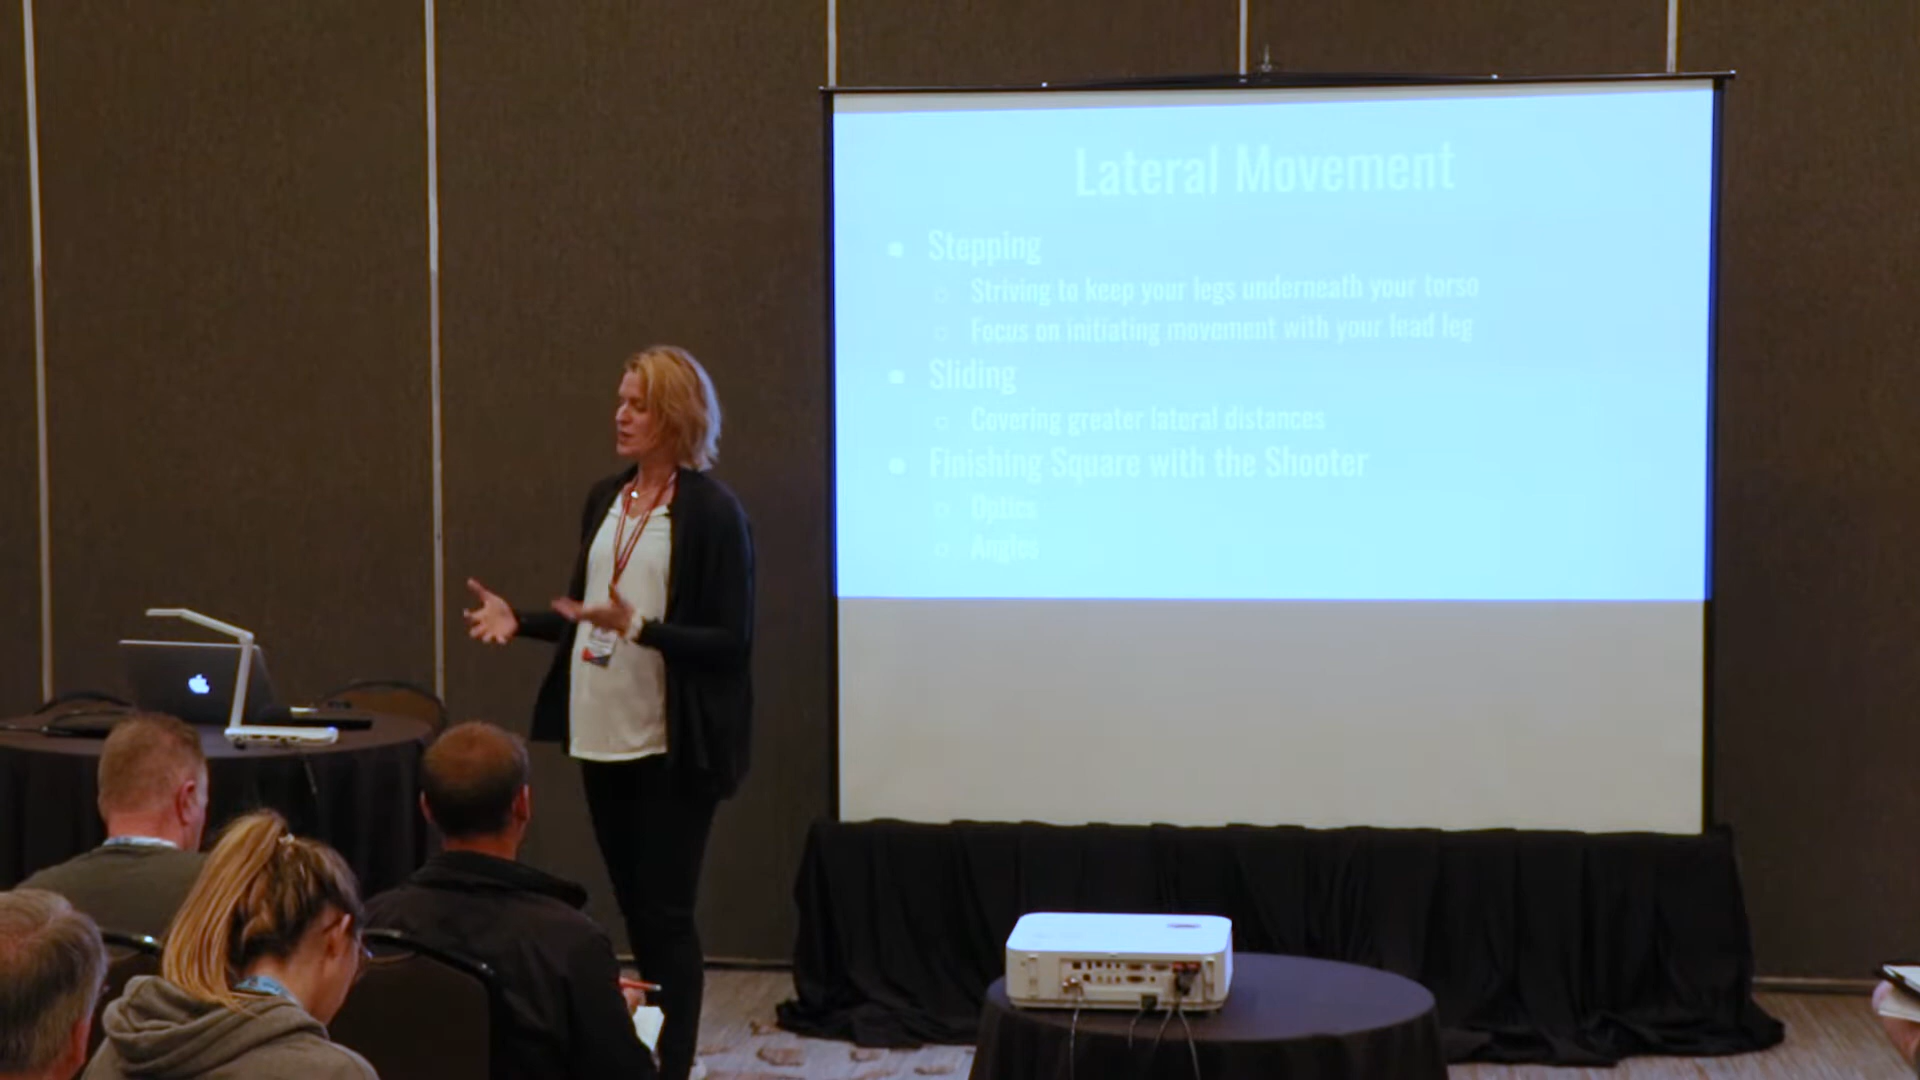 Lateral Movement
Stepping
Striving to keep your legs underneath your torso
Focus on initiating movement with your lead leg
Sliding
Covering greater lateral distances
Finishing Square with the Shooter
Optics
Angles